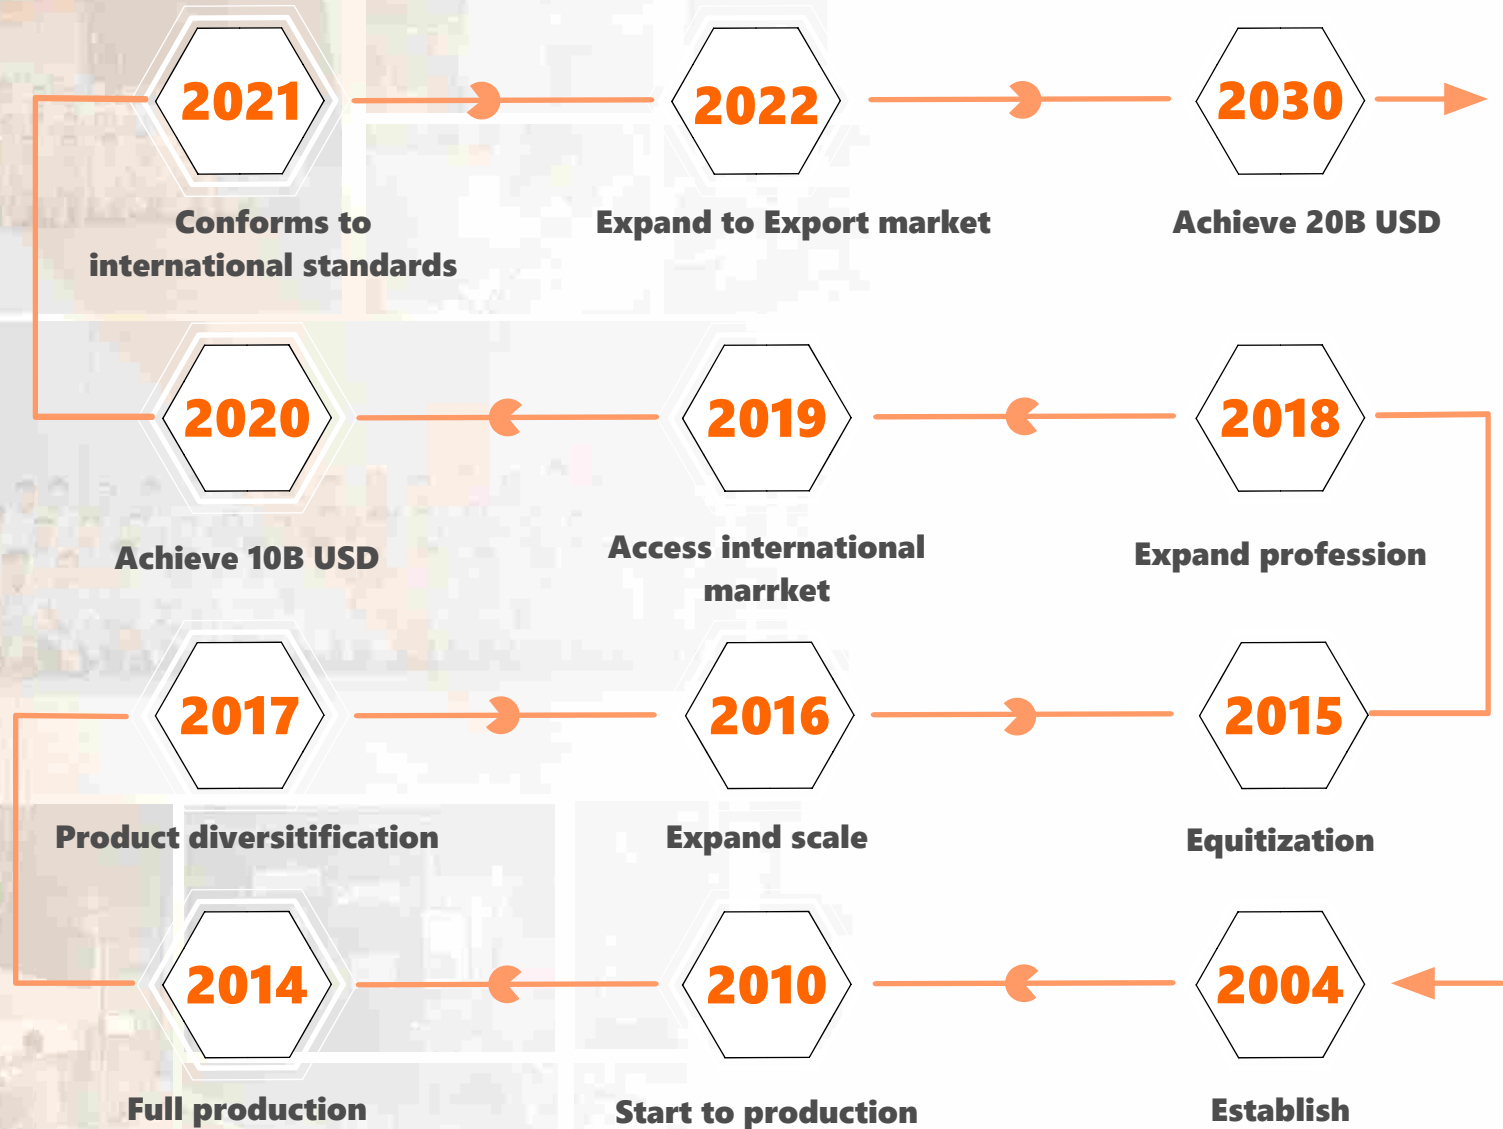 2021
Conforms to
international standards
2022
Expand to Export market
2030
Achieve 20B USD
2020
Achieve 10B USD
2019
Access international
marrket
2018
Expand profession
2017
Product diversitification
2016
Expand scale
2015
Equitization
2014
Full production
2010
Start to production
2004
Establish